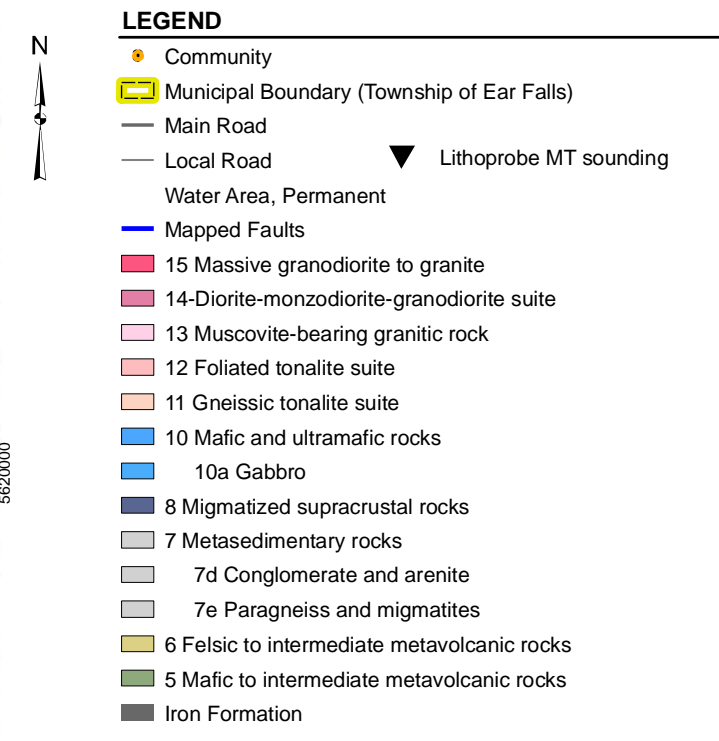 LEGEND
N
Community
Municipal Boundary (Township of Ear Falls)
Main Road
Local Road
Lithoprobe MT sounding
Water Area, Permanent
Mapped Faults
15 Massive granodiorite to granite
14-Diorite-monzodiorite-granodiorite suite
13 Muscovite-bearing granitic rock
12 Foliated tonalite suite
11 Gneissic tonalite suite
10 Mafic and ultramafic rocks
10a Gabbro
5620000
8 Migmatized supracrustal rocks
7 Metasedimentary rocks
7d Conglomerate and arenite
7e Paragneiss and migmatites
6 Felsic to intermediate metavolcanic rocks
5 Mafic to intermediate metavolcanic rocks
Iron Formation